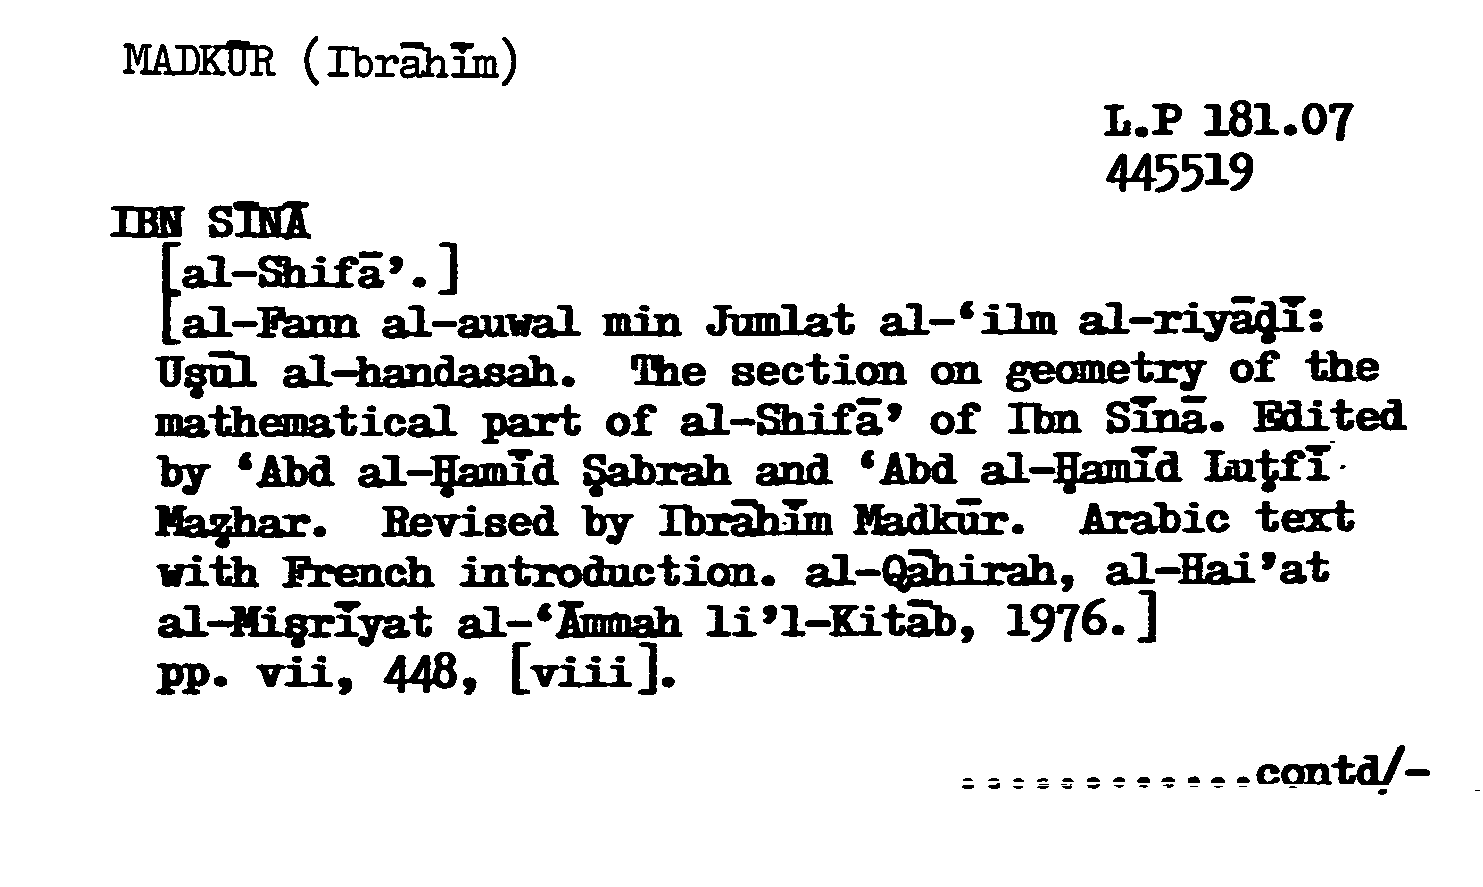 MADKŪR (Ibrāhīm)
L.P 181.07
445519
IBN SĪNĀ
[al-Shifā’.]
[al-Fann al-auwal min Jumlat al-‘ilm al-riyāḍī:
Uṣūl al-handasah. The section on geometry of the
mathematical part of al-Shifā’ of Ibn Sīnā. Edited
by ‘Abd al-Ḥamīd Ṣabrah and ‘Abd al-Ḥamīd Luṭfī
Maẓhar. Revised by Ibrāhīm Madkūr. Arabic text
with French introduction. al-Qāhirah, al-Hai’at
al-Miṣrīyat al-‘Āmmah li’l-Kitāb, 1976.]
pp. vii, 448, [viii].
............contd/-